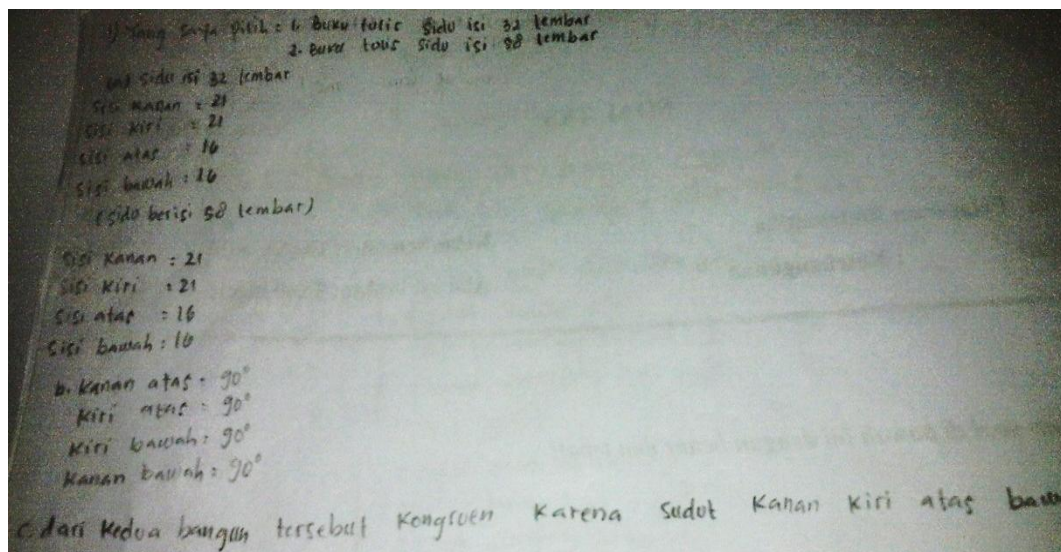 1) Yang saya pilih = 1. Buku tulis Sidu isi 32 lembar
2. Buku tulis Sidu isi 58 lembar
Sidu isi 32 lembar
Sisi kanan = 21
Sisi kiri = 21
Sisi atas = 16
Sisi bawah = 16
(Sidu berisi 58 lembar)
Sisi kanan = 21
Sisi kiri = 21
Sisi atas = 16
Sisi bawah = 16
b. Kanan atas = 90°
Kiri atas = 90°
Kiri bawah = 90°
Kanan bawah = 90°
C. dari kedua bangun tersebut kongruen karena sudut kanan kiri atas